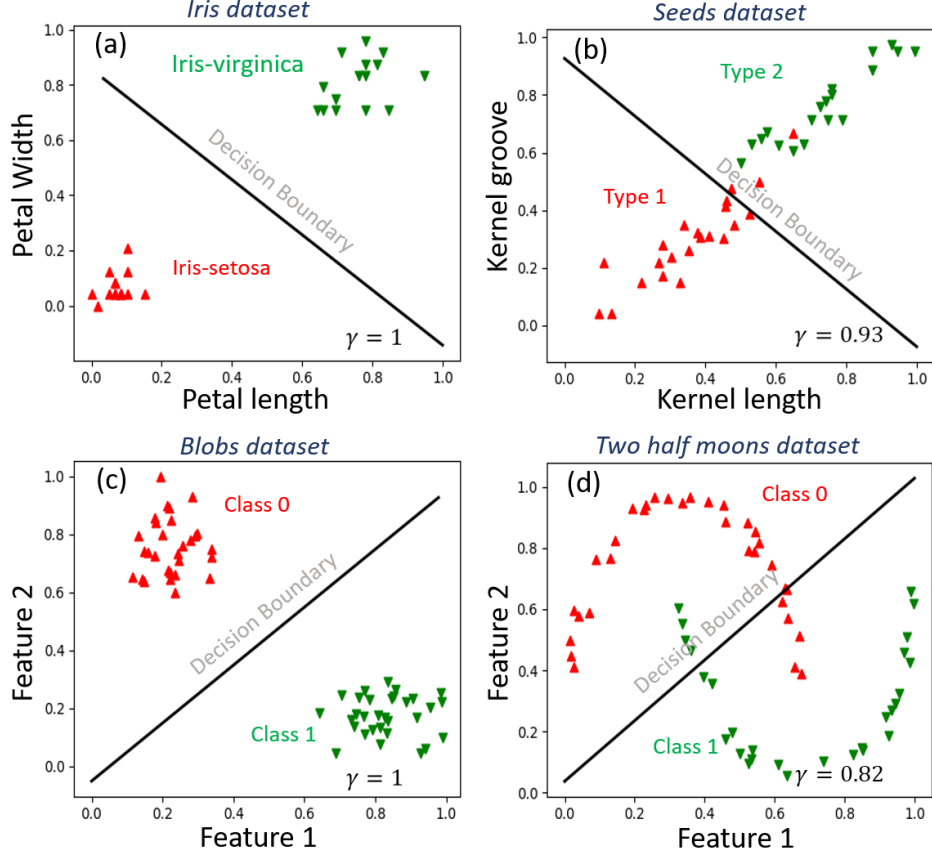 Iris dataset
(a)
Iris-virginica
Decision Boundary
Iris-setosa
γ = 1
Petal Width
1.0
0.8
0.6
0.4
0.2
0.0
0.0 0.2 0.4 0.6 0.8 1.0
Petal length
Seeds dataset
(b)
Type 2
Type 1
Decision Boundary
γ = 0.93
Kernel groove
1.0
0.8
0.6
0.4
0.2
0.0
0.0 0.2 0.4 0.6 0.8 1.0
Kernel length
Blobs dataset
(c)
Class 0
Decision Boundary
Class 1
γ = 1
Feature 2
1.0
0.8
0.6
0.4
0.2
0.0
0.0 0.2 0.4 0.6 0.8 1.0
Feature 1
Two half moons dataset
(d)
Class 0
Decision Boundary
Class 1
γ = 0.82
Feature 2
1.0
0.8
0.6
0.4
0.2
0.0
0.0 0.2 0.4 0.6 0.8 1.0
Feature 1